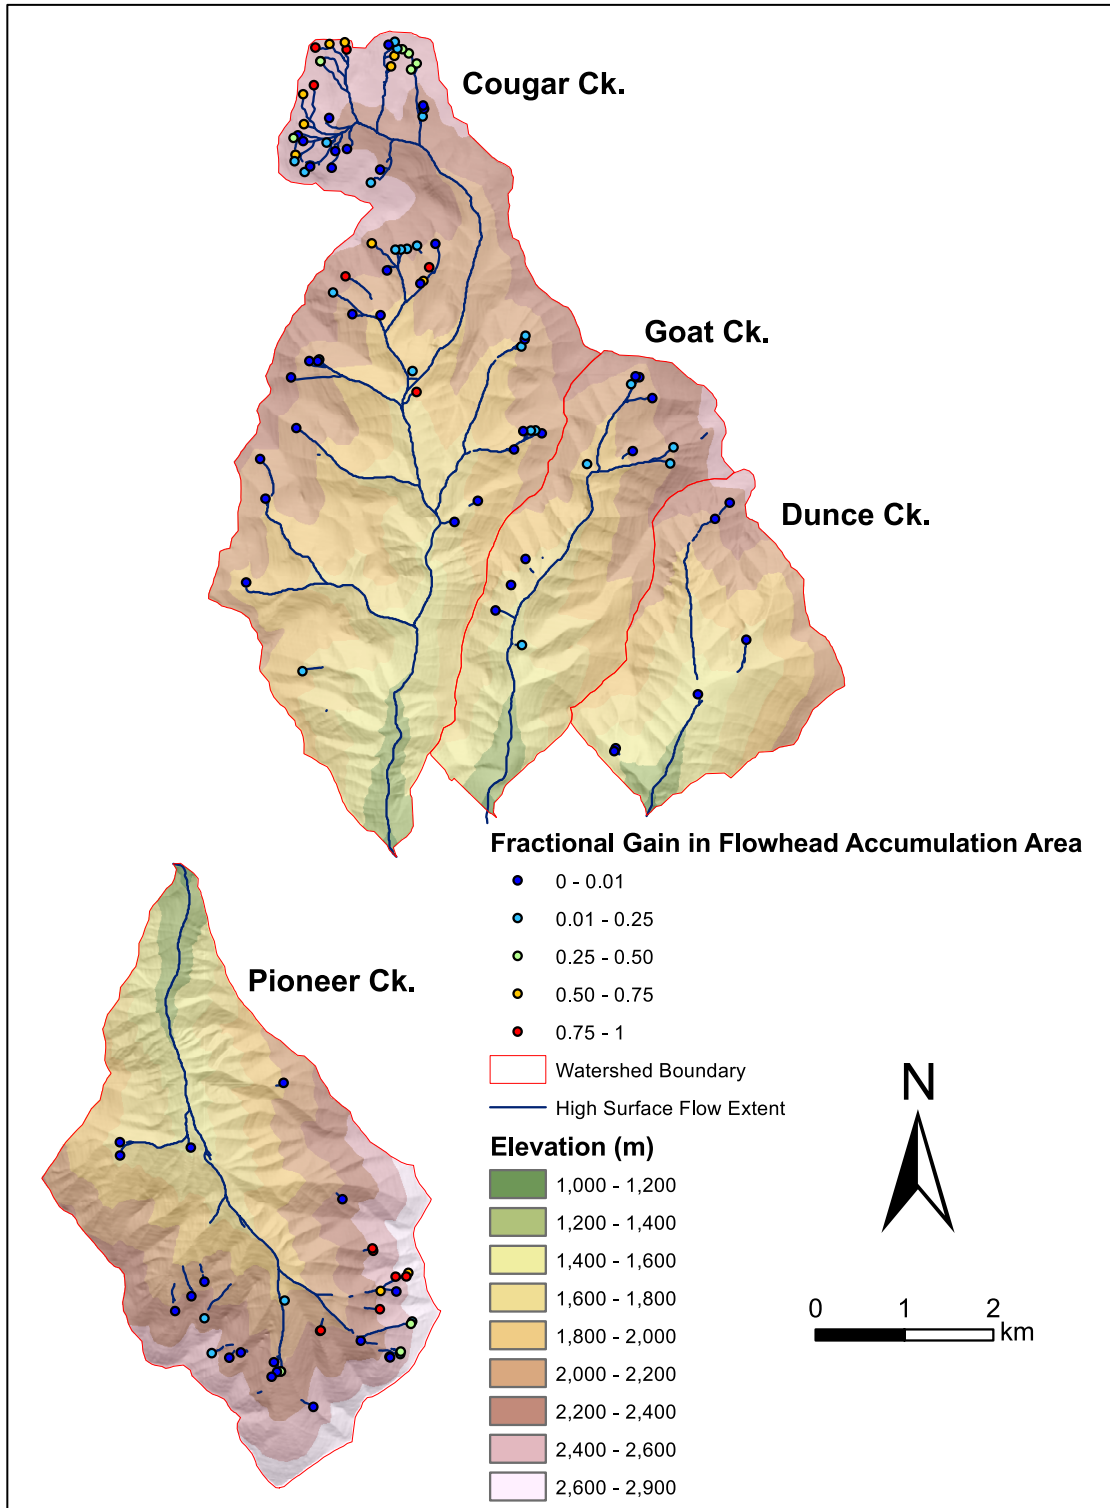 Cougar Ck.
Goat Ck.
Dunce Ck.
Fractional Gain in Flowhead Accumulation Area
0 - 0.01
0.01 - 0.25
0.25 - 0.50
0.50 - 0.75
0.75 - 1
Watershed Boundary
High Surface Flow Extent
Pioneer Ck.
Elevation (m)
1,000 - 1,200
1,200 - 1,400
1,400 - 1,600
1,600 - 1,800
1,800 - 2,000
2,000 - 2,200
2,200 - 2,400
2,400 - 2,600
2,600 - 2,900
N
0 1 2
km